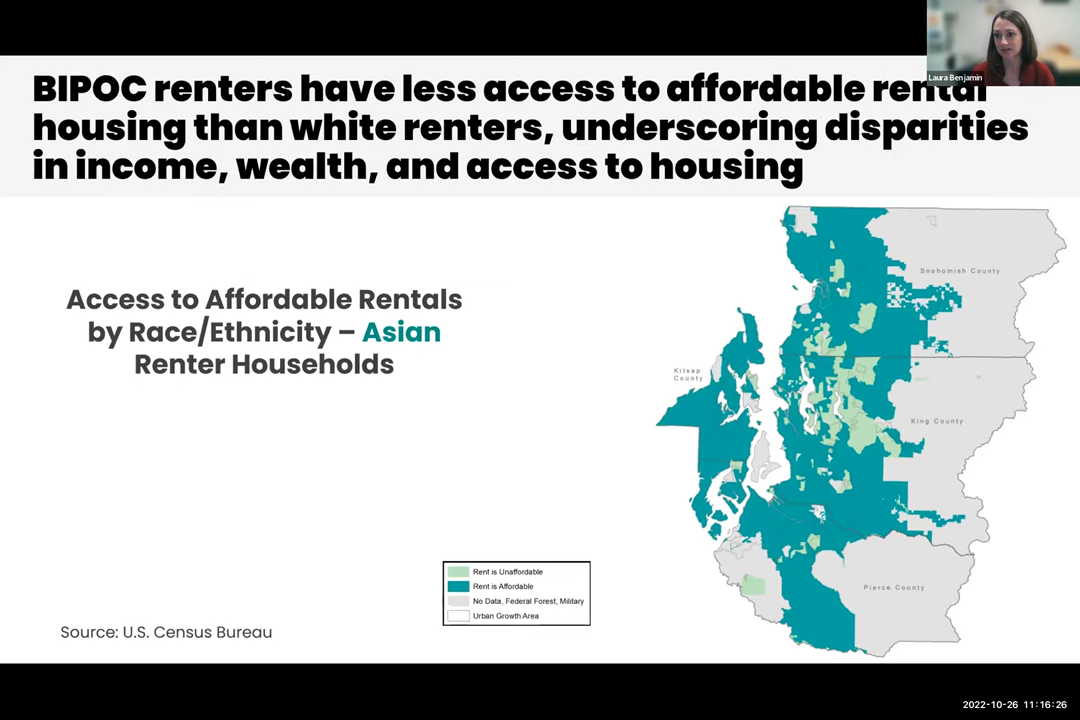 Laura Benjamin
BIPOC renters have less access to affordable rental
housing than white renters, underscoring disparities
in income, wealth, and access to housing
Access to Affordable Rentals
by Race/Ethnicity – Asian
Renter Households
Snohomish County
Kitsap
County
King County
Pierce County
Rent is Unaffordable
Rent is Affordable
No Data, Federal Forest, Military
Urban Growth Area
Source: U.S. Census Bureau
2022-10-26 11:16:26